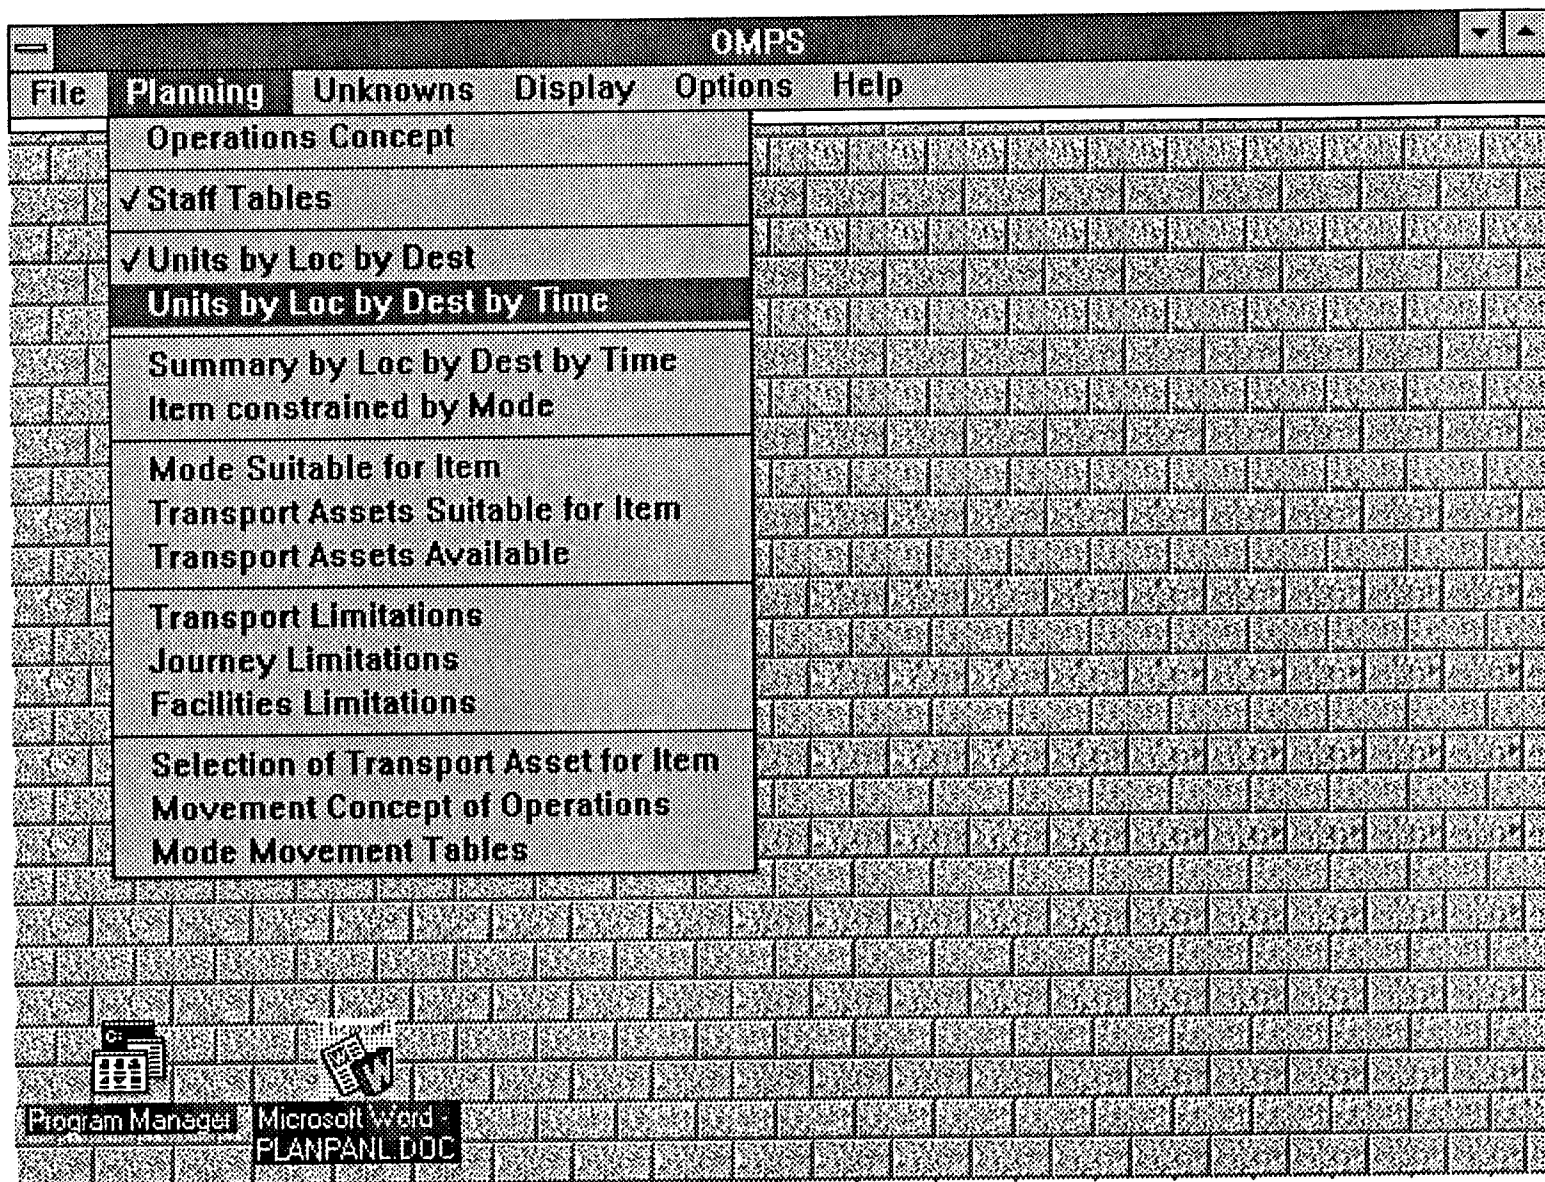 OMPS
File Planning Unknowns Display Options Help
Operations Concept
✓ Staff Tables
✓ Units by Loc by Dest
Units by Loc by Dest by Time
Summary by Loc by Dest by Time
Item constrained by Mode
Mode Suitable for Item
Transport Assets Suitable for Item
Transport Assets Available
Transport Limitations
Journey Limitations
Facilities Limitations
Selection of Transport Asset for Item
Movement Concept of Operations
Mode Movement Tables
C:
Microsoft
W
Program Manager
Microsoft Word -
PLANPANL.DOC